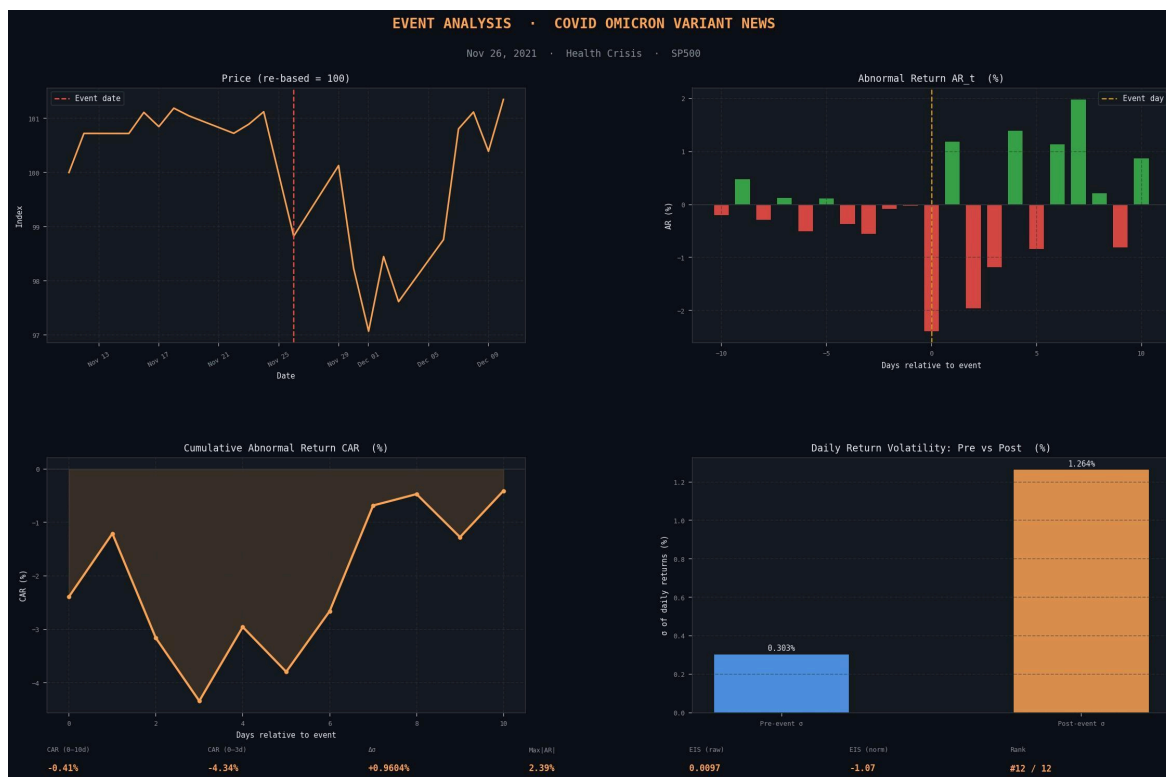 EVENT ANALYSIS · COVID OMICRON VARIANT NEWS
Nov 26, 2021 · Health Crisis · SP500
Price (re-based = 100)
Event date
101
100
99
98
97
Index
Nov 13
Nov 17
Nov 21
Nov 25
Nov 29
Dec 01
Dec 05
Dec 09
Date
Abnormal Return AR_t (%)
Event day
2
1
0
−1
−2
AR (%)
−10
−5
0
5
10
Days relative to event
Cumulative Abnormal Return CAR (%)
0
−1
−2
−3
−4
CAR (%)
0
2
4
6
8
10
Days relative to event
Daily Return Volatility: Pre vs Post (%)
1.264%
0.303%
1.2
1.0
0.8
0.6
0.4
0.2
0.0
σ of daily returns (%)
Pre-event σ
Post-event σ
CAR (0–10d)
CAR (0–3d)
Δσ
Max|AR|
EIS (raw)
EIS (norm)
Rank
-0.41%
-4.34%
+0.9604%
2.39%
0.0097
-1.07
#12 / 12